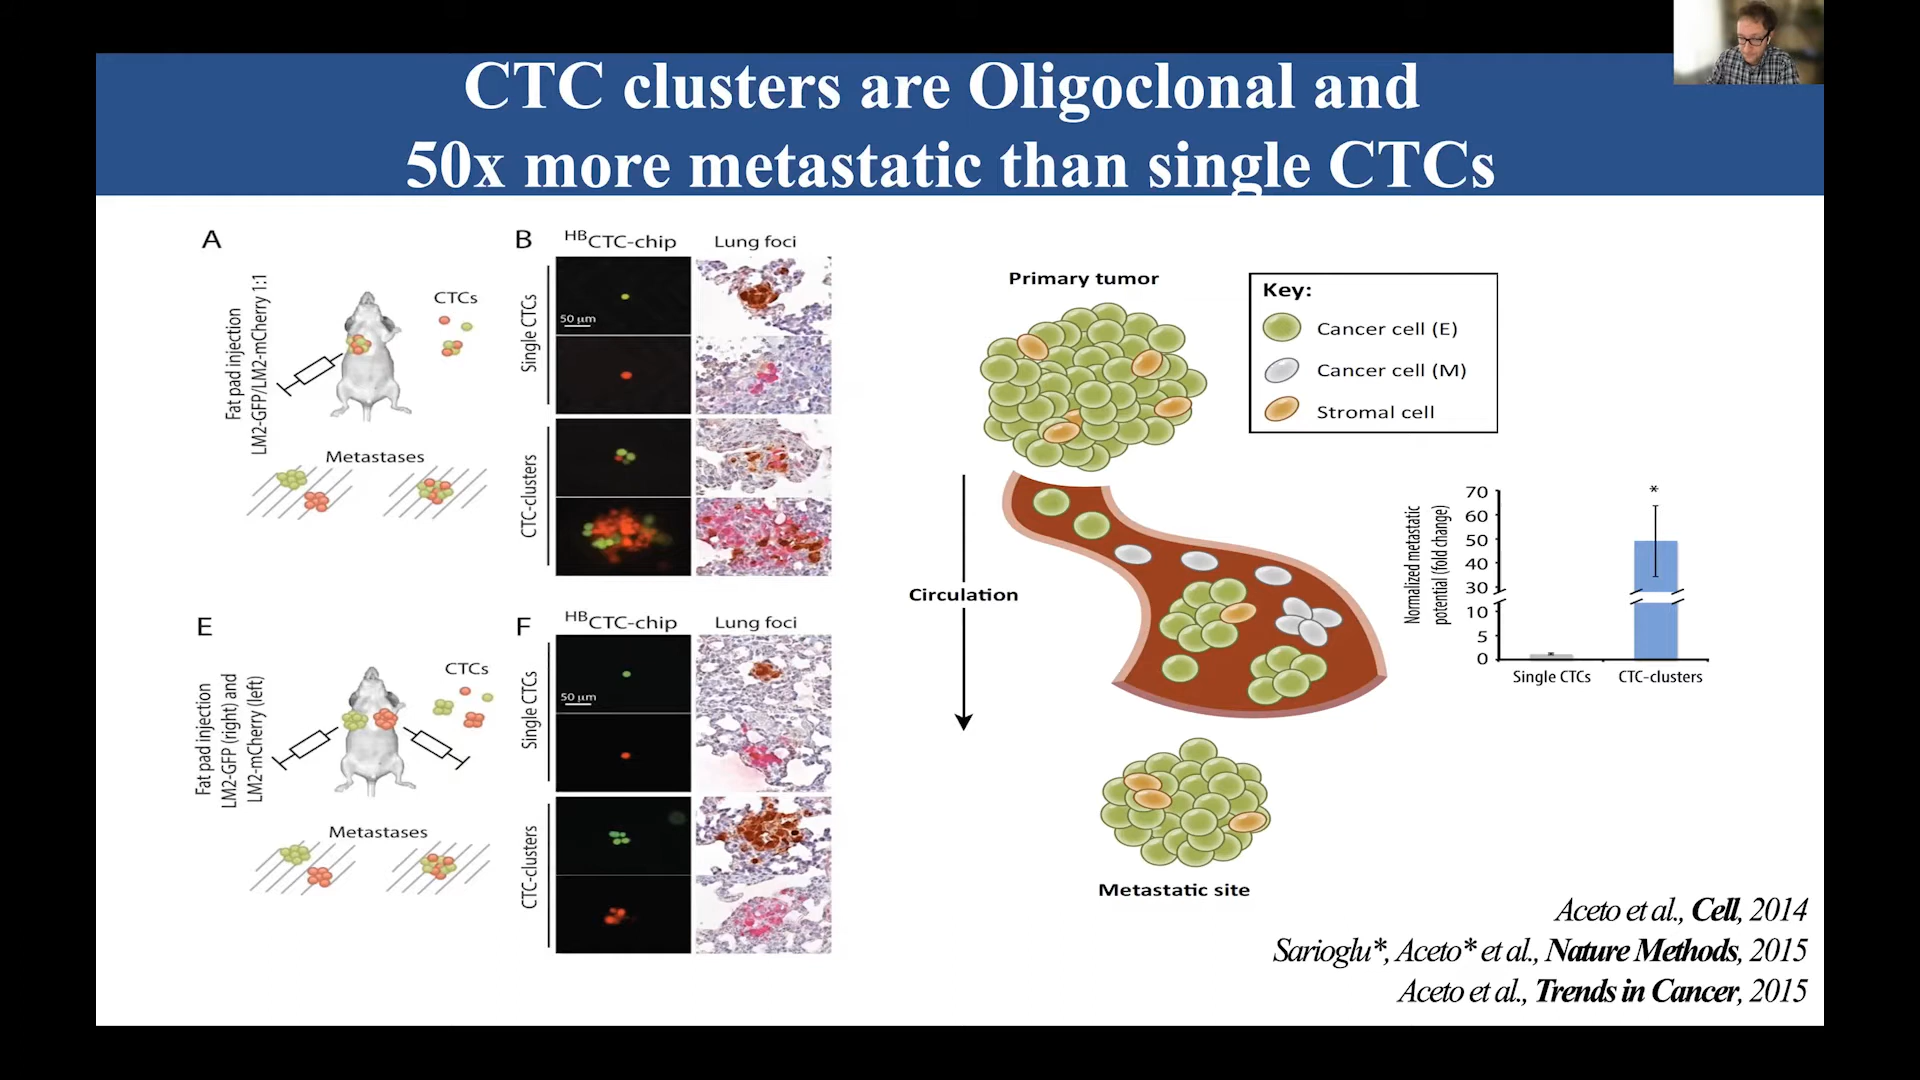 CTC clusters are Oligoclonal and
50x more metastatic than single CTCs
A
Fat pad injection
LM2-GFP/LM2-mCherry 1:1
CTCs
Metastases
B
HBCTC-chip
Lung foci
Single CTCs
50 µm
CTC-clusters
E
Fat pad injection
LM2-GFP (right) and
LM2-mCherry (left)
CTCs
Metastases
F
HBCTC-chip
Lung foci
Single CTCs
50 µm
CTC-clusters
Primary tumor
Key:
Cancer cell (E)
Cancer cell (M)
Stromal cell
Circulation
Metastatic site
Normalized metastatic
potential (fold change)
70
60
50
40
30
10
5
0
*
Single CTCs
CTC-clusters
Aceto et al., Cell, 2014
Sarioglu*, Aceto* et al., Nature Methods, 2015
Aceto et al., Trends in Cancer, 2015